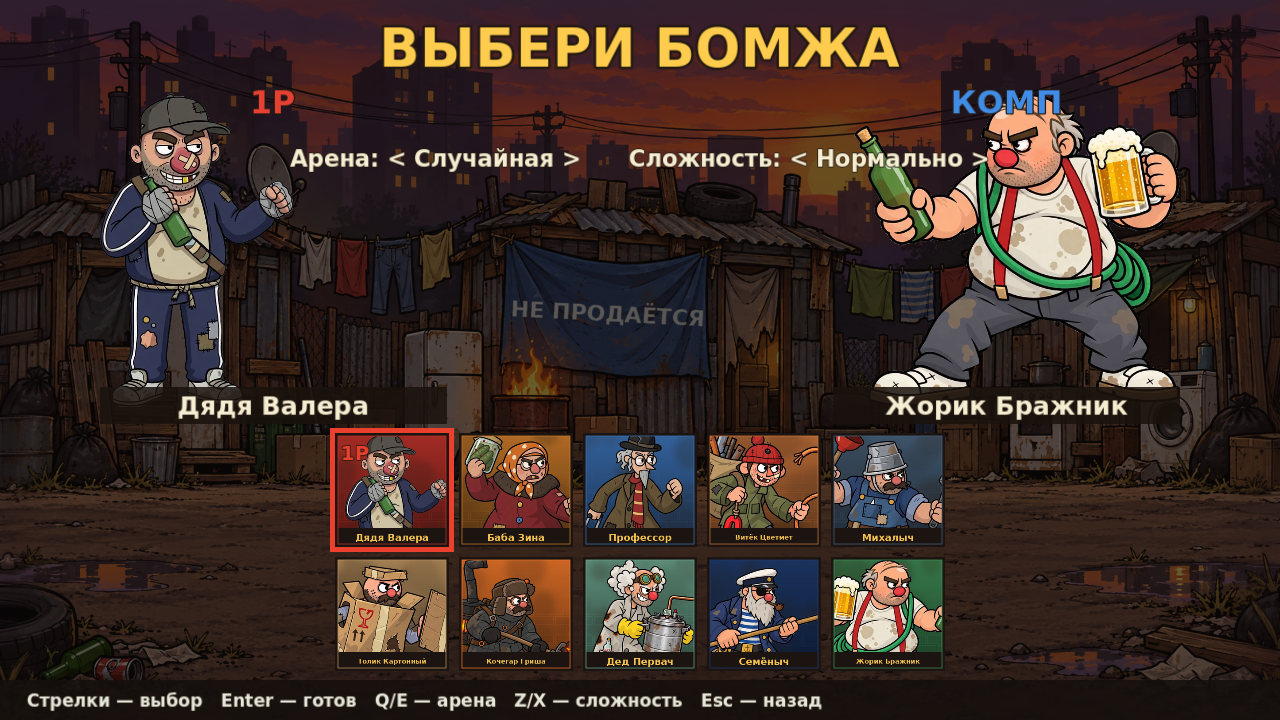 ВЫБЕРИ БОМЖА
1P
КОМП
Арена: < Случайная >
Сложность: < Нормально >
НЕ ПРОДАЁТСЯ
Дядя Валера
Жорик Бражник
1P
Дядя Валера
Баба Зина
Профессор
Витёк Цветмет
Михалыч
Толик Картонный
Кочегар Гриша
Дед Первач
Семёныч
Жорик Бражник
Стрелки — выбор Enter — готов Q/E — арена Z/X — сложность Esc — назад